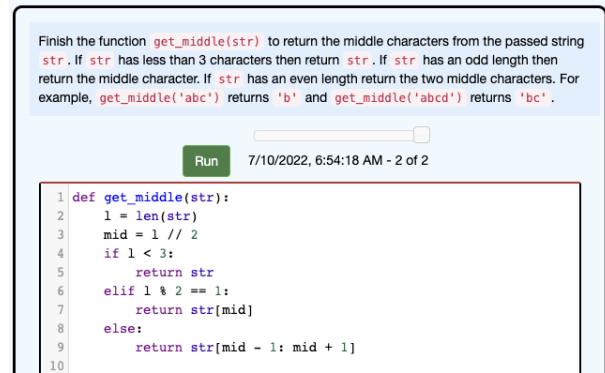 Finish the function get_middle(str) to return the middle characters from the passed string
str. If str has less than 3 characters then return str. If str has an odd length then
return the middle character. If str has an even length return the two middle characters. For
example, get_middle('abc') returns 'b' and get_middle('abcd') returns 'bc'.
Run 7/10/2022, 6:54:18 AM - 2 of 2
1 def get_middle(str):
2     l = len(str)
3     mid = l // 2
4     if l < 3:
5         return str
6     elif l % 2 == 1:
7         return str[mid]
8     else:
9         return str[mid - 1: mid + 1]
10